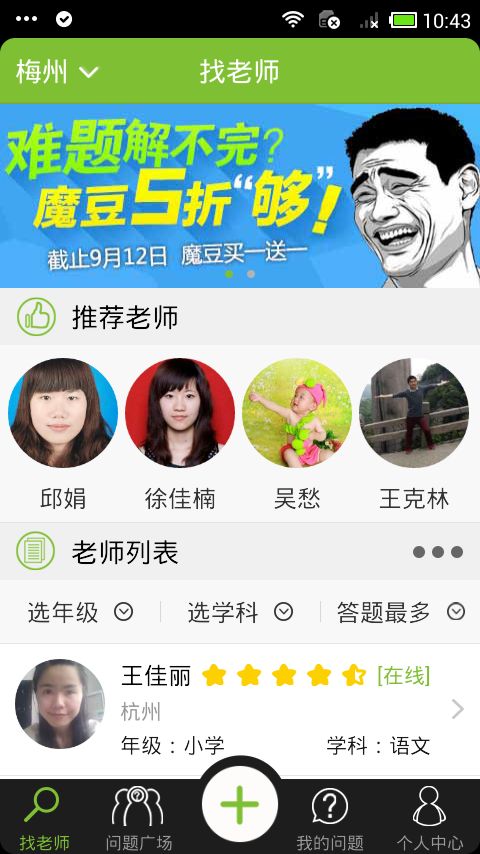 10:43
梅州
找老师
难题解不完？
魔豆5折“够”！
截止9月12日 魔豆买一送一
推荐老师
邱娟 徐佳楠 吴愁 王克林
老师列表
选年级 选学科 答题最多
王佳丽 [在线]
杭州
年级：小学 学科：语文
找老师 问题广场 我的问题 个人中心